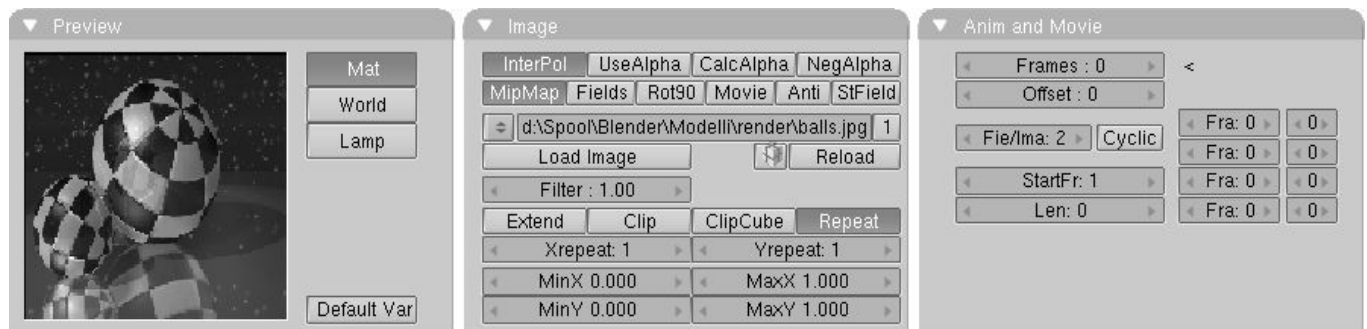 Preview
Mat
World
Lamp
Default Var
Image
InterPol UseAlpha CalcAlpha NegAlpha
MipMap Fields Rot90 Movie Anti StField
d:\Spool\Blender\Modelli\render\balls.jpg 1
Load Image Reload
Filter : 1.00
Extend Clip ClipCube Repeat
Xrepeat: 1 Yrepeat: 1
MinX 0.000 MaxX 1.000
MinY 0.000 MaxY 1.000
Anim and Movie
Frames : 0 <
Offset : 0
Fie/Ima: 2 Cyclic
StartFr: 1
Len: 0
Fra: 0 0
Fra: 0 0
Fra: 0 0
Fra: 0 0